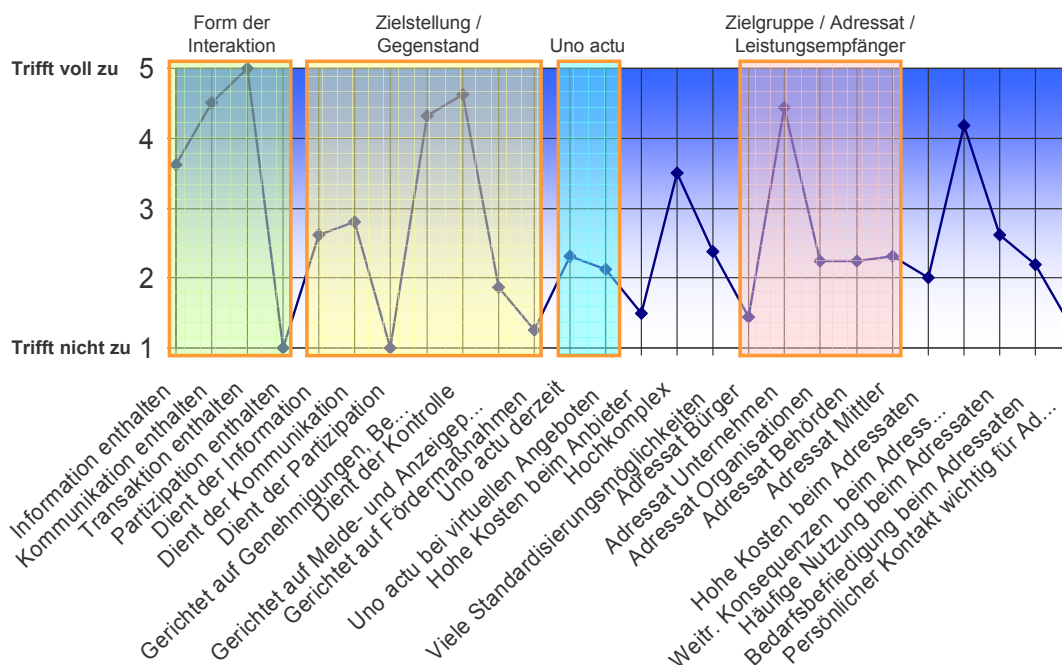 Form der
Interaktion
Zielstellung /
Gegenstand
Uno actu
Zielgruppe / Adressat /
Leistungsempfänger
Trifft voll zu
5
4
3
2
Trifft nicht zu
1
Information enthalten
Kommunikation enthalten
Transaktion enthalten
Partizipation enthalten
Dient der Information
Dient der Kommunikation
Dient der Partizipation
Gerichtet auf Genehmigungen, Be...
Dient der Kontrolle
Gerichtet auf Melde- und Anzeigep...
Gerichtet auf Fördermaßnahmen
Uno actu derzeit
Uno actu bei virtuellen Angeboten
Hohe Kosten beim Anbieter
Hochkomplex
Viele Standardisierungsmöglichkeiten
Adressat Bürger
Adressat Unternehmen
Adressat Organisationen
Adressat Behörden
Adressat Mittler
Hohe Kosten beim Adressaten
Weitr. Konsequenzen beim Adress...
Häufige Nutzung beim Adressaten
Bedarfsbefriedigung beim Adressaten
Persönlicher Kontakt wichtig für Ad...